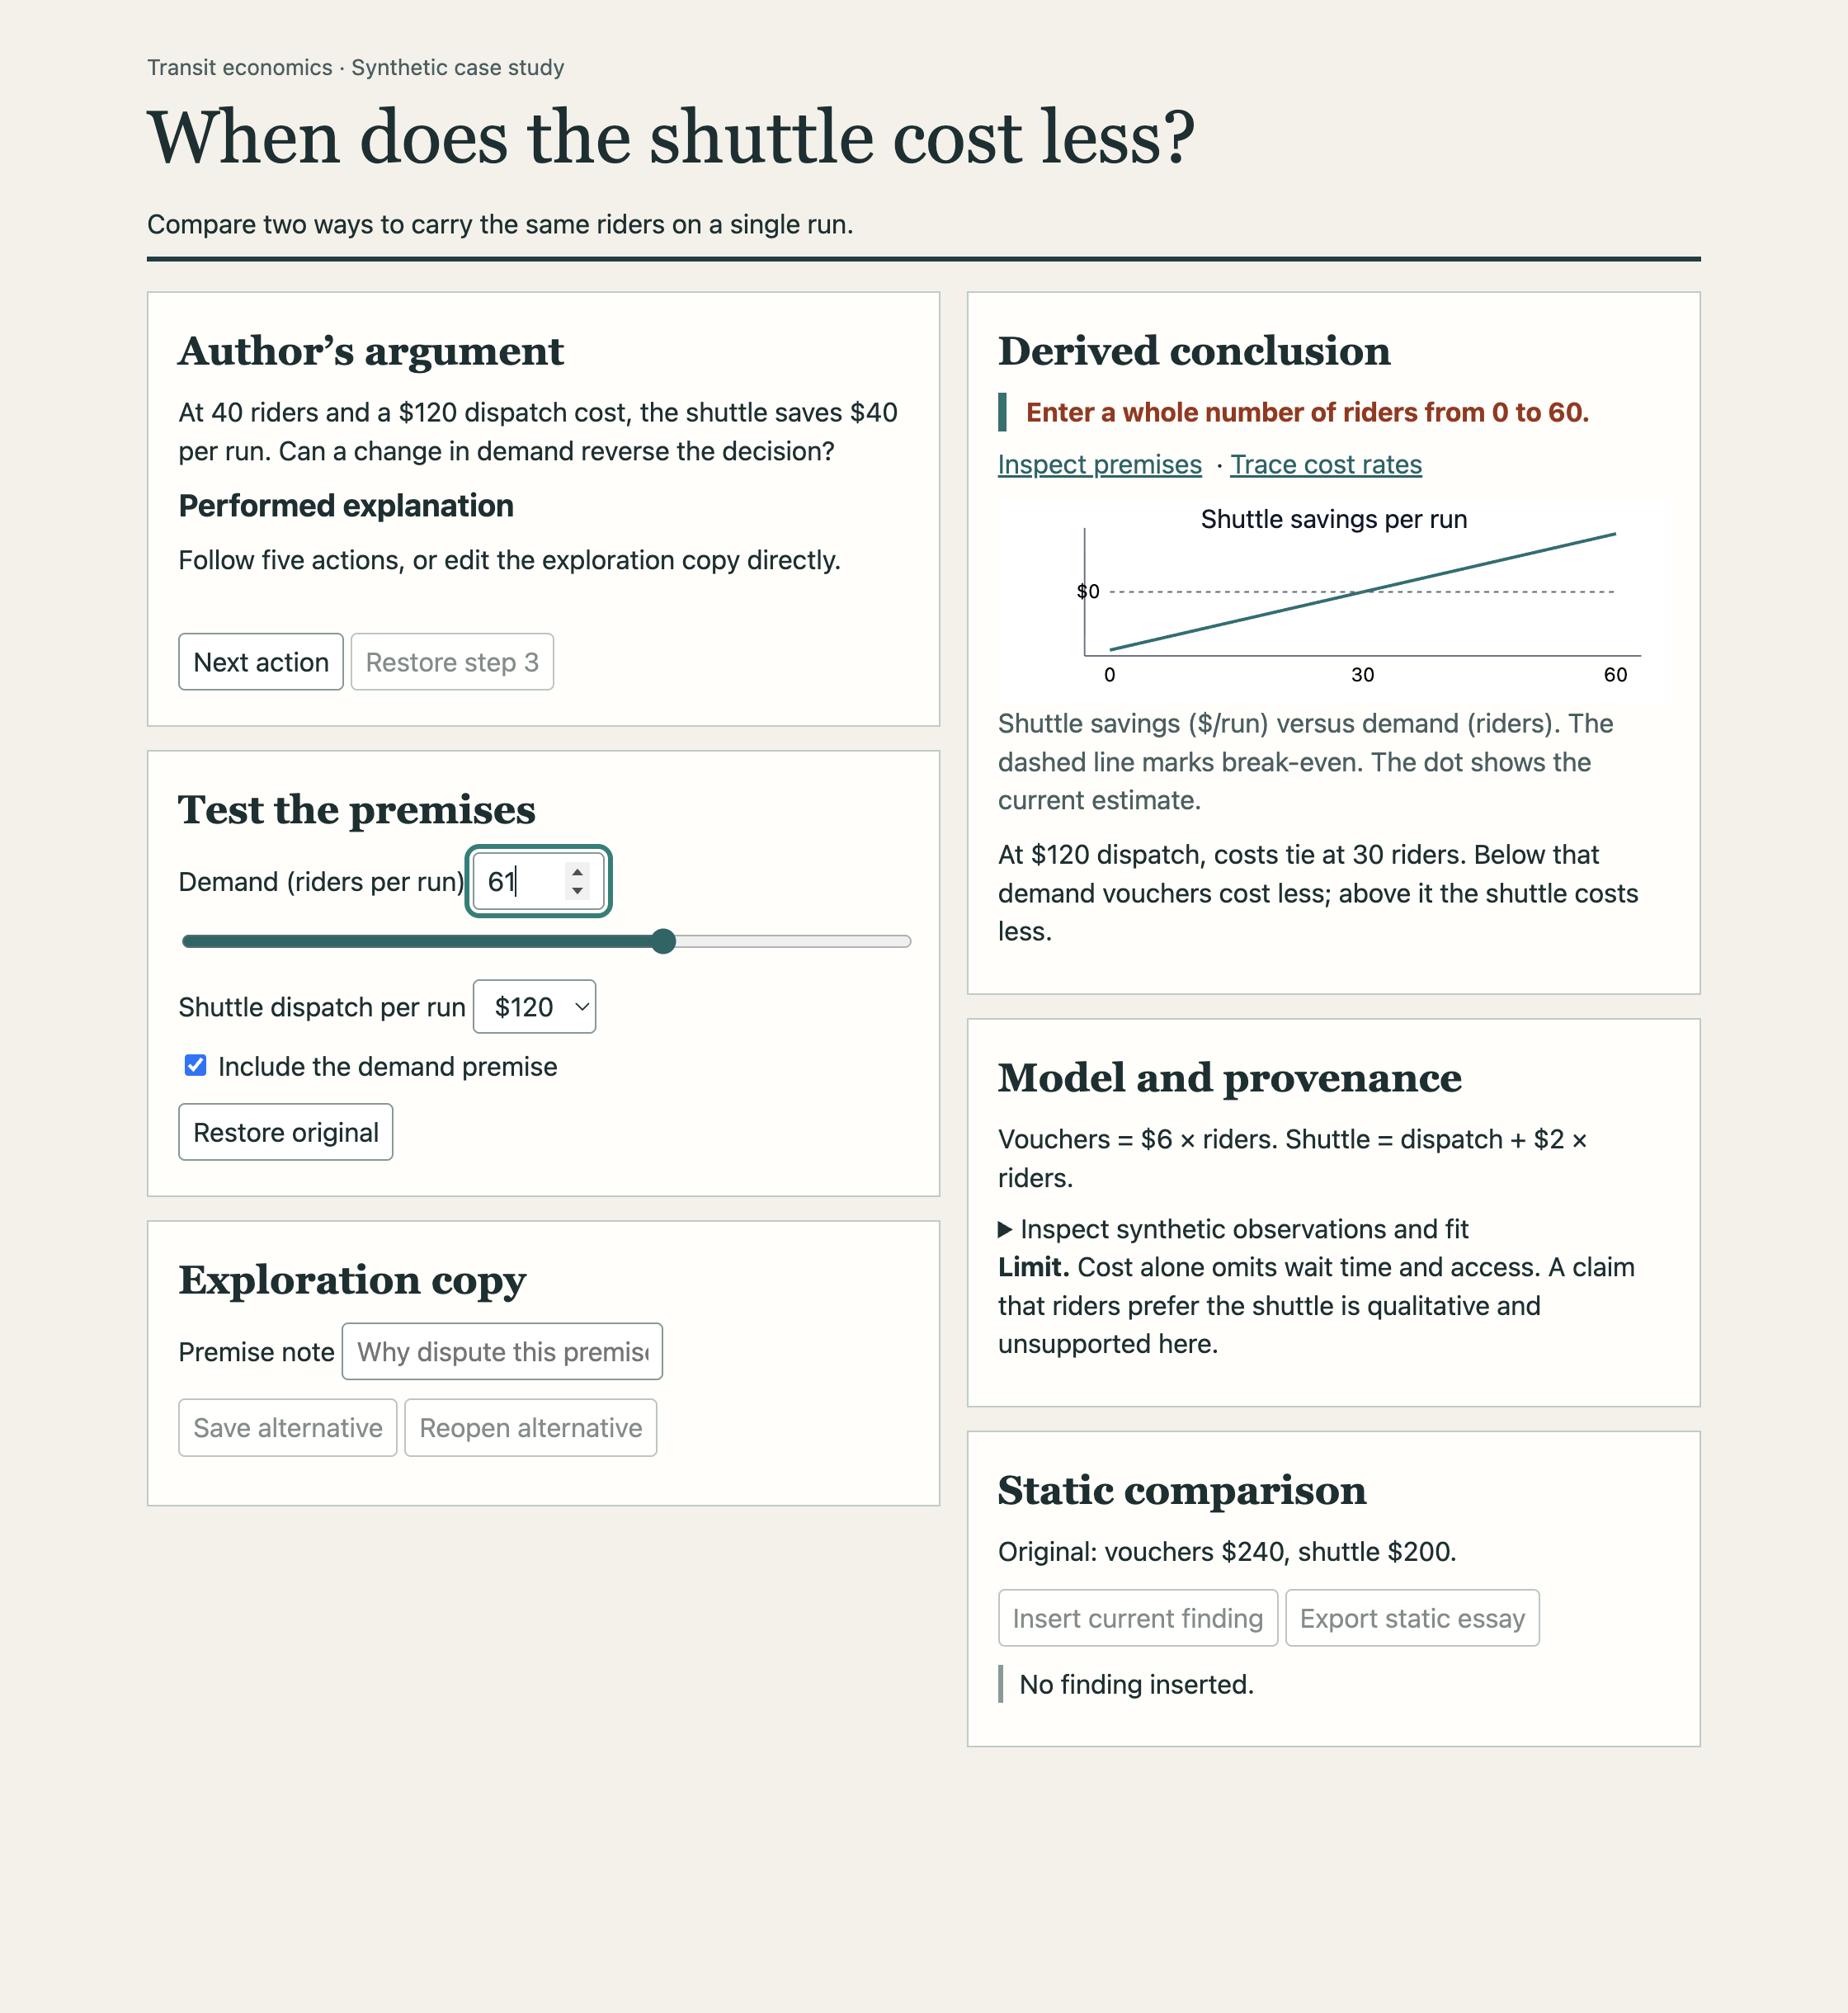 Transit economics · Synthetic case study
When does the shuttle cost less?
Compare two ways to carry the same riders on a single run.
Author’s argument
At 40 riders and a $120 dispatch cost, the shuttle saves $40
per run. Can a change in demand reverse the decision?
Performed explanation
Follow five actions, or edit the exploration copy directly.
Next action
Restore step 3
Test the premises
Demand (riders per run) 61
Shuttle dispatch per run $120
Include the demand premise
Restore original
Exploration copy
Premise note Why dispute this premis
Save alternative
Reopen alternative
Derived conclusion
Enter a whole number of riders from 0 to 60.
Inspect premises · Trace cost rates
Shuttle savings per run
$0
0 30 60
Shuttle savings ($/run) versus demand (riders). The
dashed line marks break-even. The dot shows the
current estimate.
At $120 dispatch, costs tie at 30 riders. Below that
demand vouchers cost less; above it the shuttle costs
less.
Model and provenance
Vouchers = $6 × riders. Shuttle = dispatch + $2 ×
riders.
Inspect synthetic observations and fit
Limit. Cost alone omits wait time and access. A claim
that riders prefer the shuttle is qualitative and
unsupported here.
Static comparison
Original: vouchers $240, shuttle $200.
Insert current finding
Export static essay
No finding inserted.